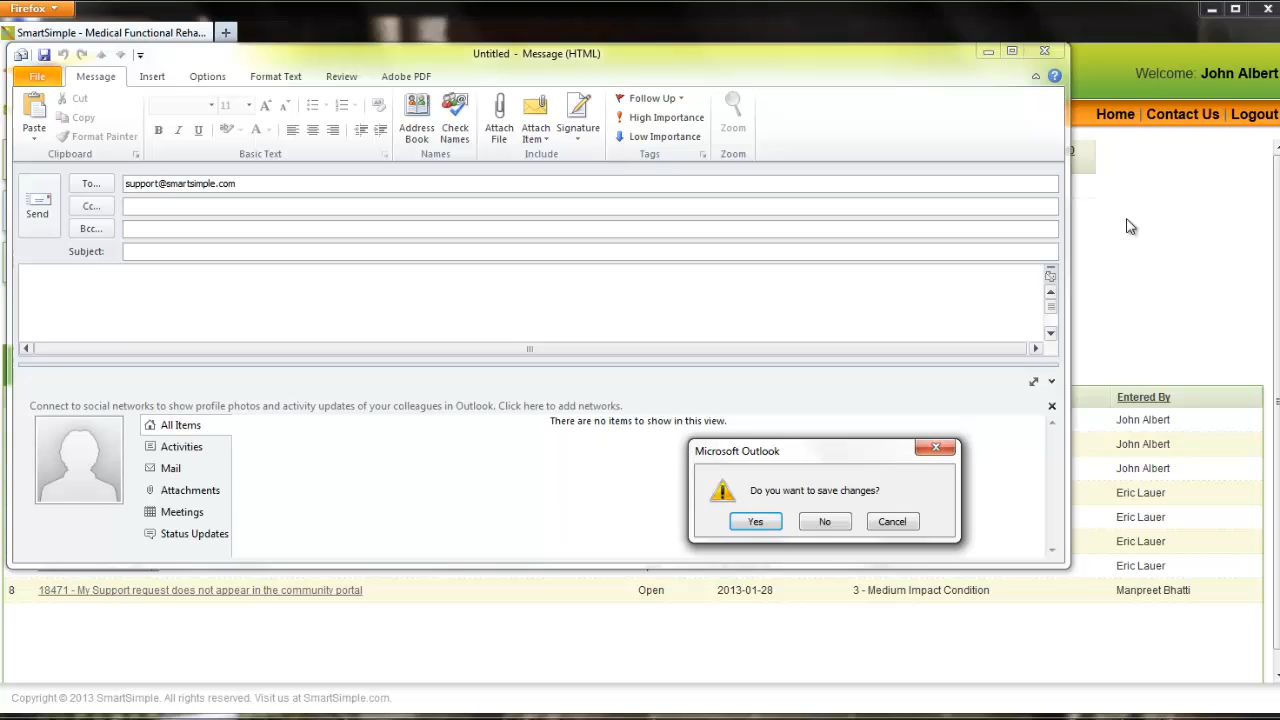 Firefox
SmartSimple - Medical Functional Reha...
Untitled - Message (HTML)
Welcome: John Albert
File Message Insert Options Format Text Review Adobe PDF
Home | Contact Us | Logout
Paste
Cut
Copy
Format Painter
Clipboard
11
Basic Text
Address Book
Check Names
Names
Attach File
Attach Item
Signature
Include
Follow Up
High Importance
Low Importance
Tags
Zoom
Zoom
Send
To... support@smartsimple.com
Cc...
Bcc...
Subject:
Connect to social networks to show profile photos and activity updates of your colleagues in Outlook. Click here to add networks.
All Items
Activities
Mail
Attachments
Meetings
Status Updates
There are no items to show in this view.
Microsoft Outlook
Do you want to save changes?
Yes No Cancel
Entered By
John Albert
John Albert
John Albert
Eric Lauer
Eric Lauer
Eric Lauer
Eric Lauer
8 18471 - My Support request does not appear in the community portal Open 2013-01-28 3 - Medium Impact Condition Manpreet Bhatti
Copyright © 2013 SmartSimple. All rights reserved. Visit us at SmartSimple.com.